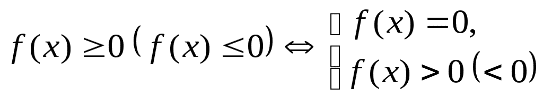 f(x) ≥0 ( f(x) ≤0) ⇔ [ f(x) =0,
f(x) > 0 (< 0)